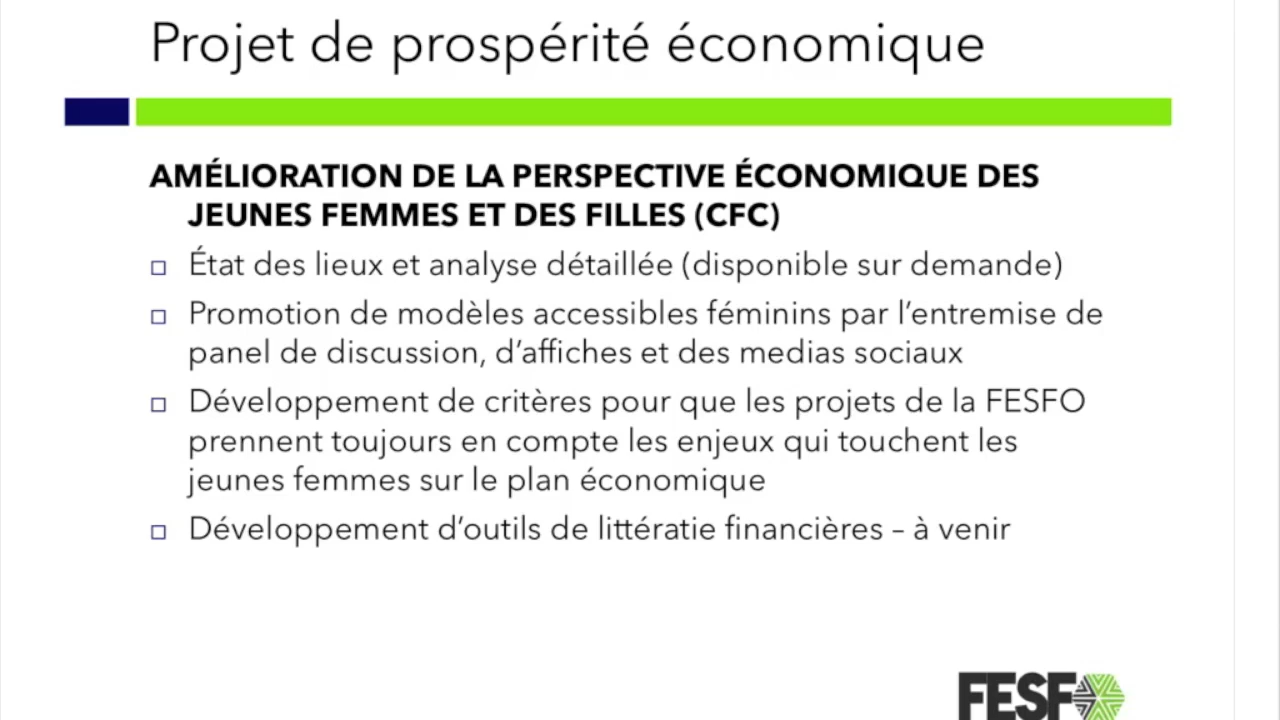 Projet de prospérité économique
AMÉLIORATION DE LA PERSPECTIVE ÉCONOMIQUE DES
JEUNES FEMMES ET DES FILLES (CFC)
État des lieux et analyse détaillée (disponible sur demande)
Promotion de modèles accessibles féminins par l’entremise de
panel de discussion, d’affiches et des medias sociaux
Développement de critères pour que les projets de la FESFO
prennent toujours en compte les enjeux qui touchent les
jeunes femmes sur le plan économique
Développement d’outils de littératie financières – à venir
FESFO